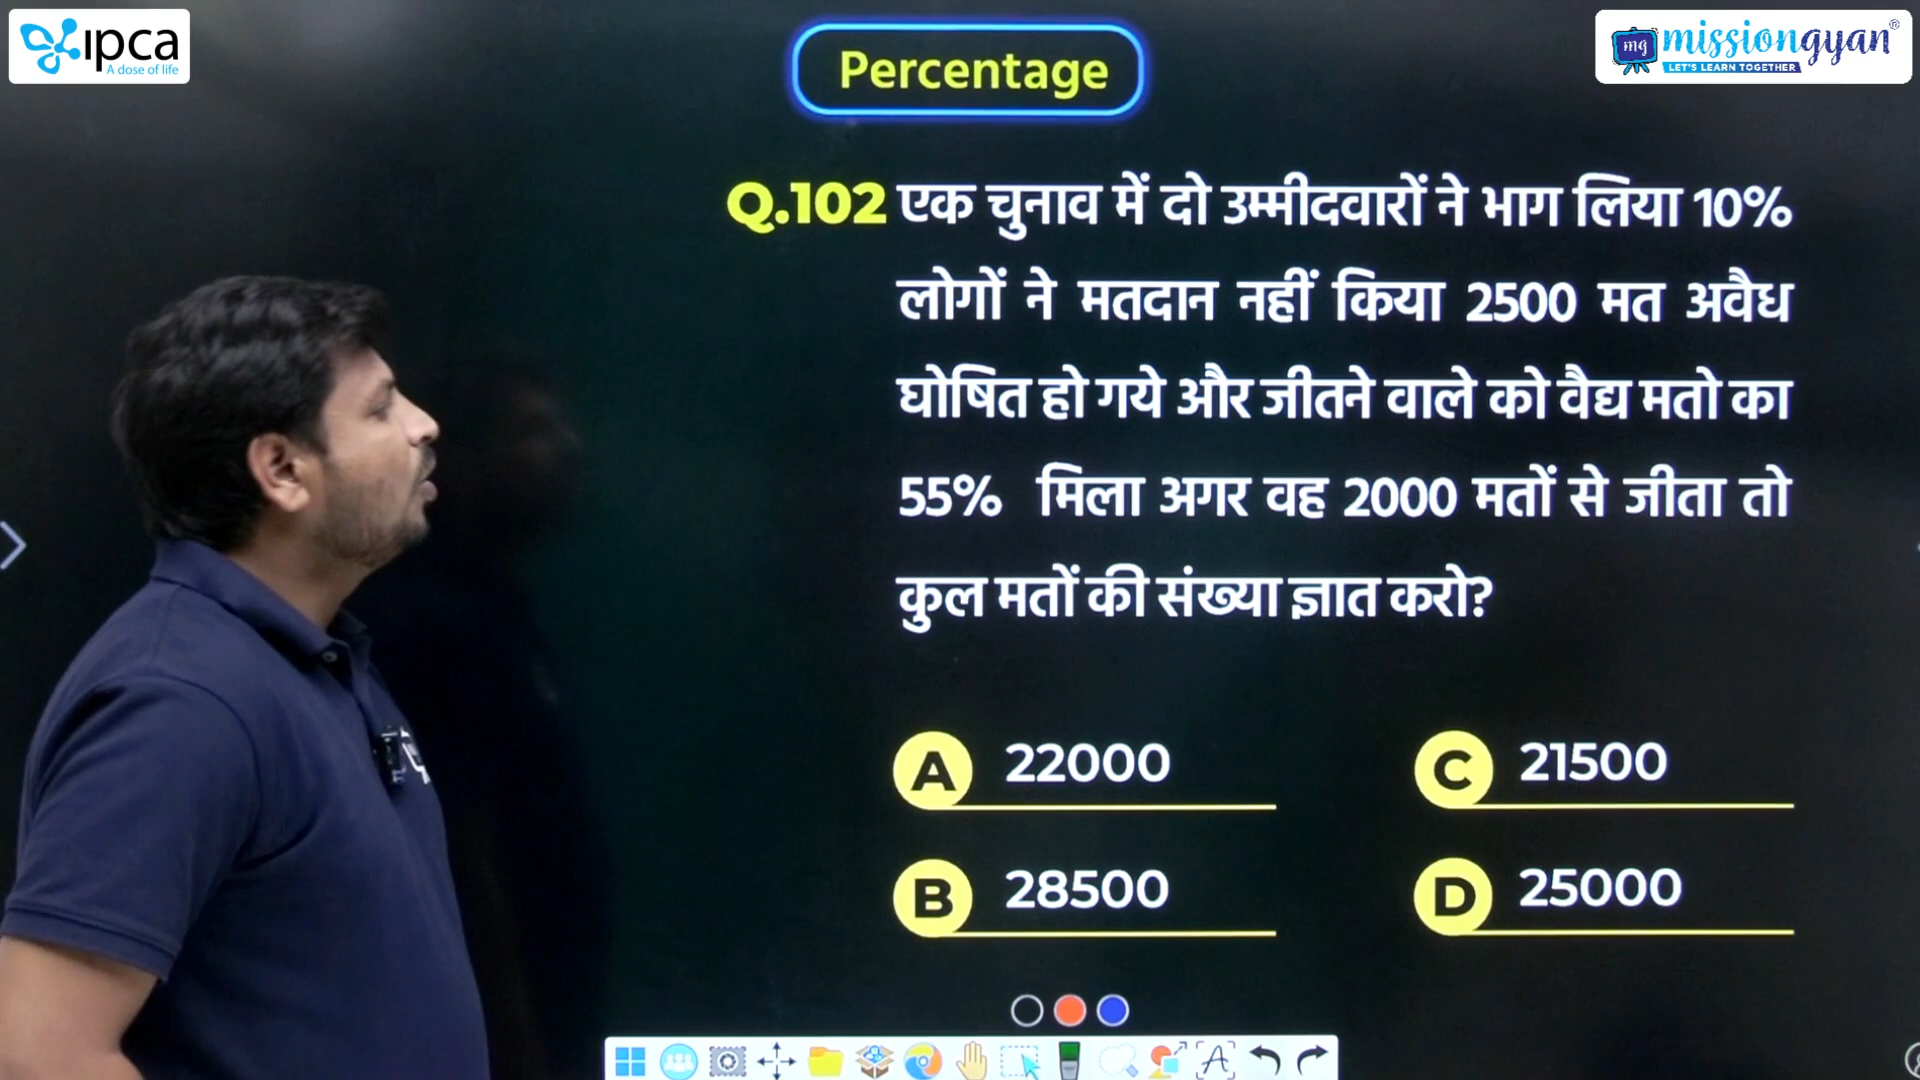 ipca
A dose of life
Percentage
mg missiongyan®
LET'S LEARN TOGETHER
Q.102 एक चुनाव में दो उम्मीदवारों ने भाग लिया 10%
लोगों ने मतदान नहीं किया 2500 मत अवैध
घोषित हो गये और जीतने वाले को वैद्य मतो का
55% मिला अगर वह 2000 मतों से जीता तो
कुल मतों की संख्या ज्ञात करो?
A 22000
C 21500
B 28500
D 25000